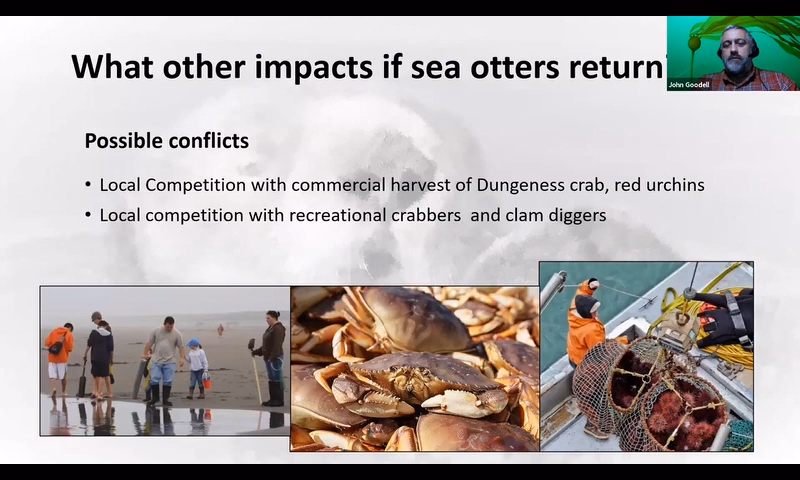 What other impacts if sea otters return
John Goodell
Possible conflicts
• Local Competition with commercial harvest of Dungeness crab, red urchins
• Local competition with recreational crabbers and clam diggers